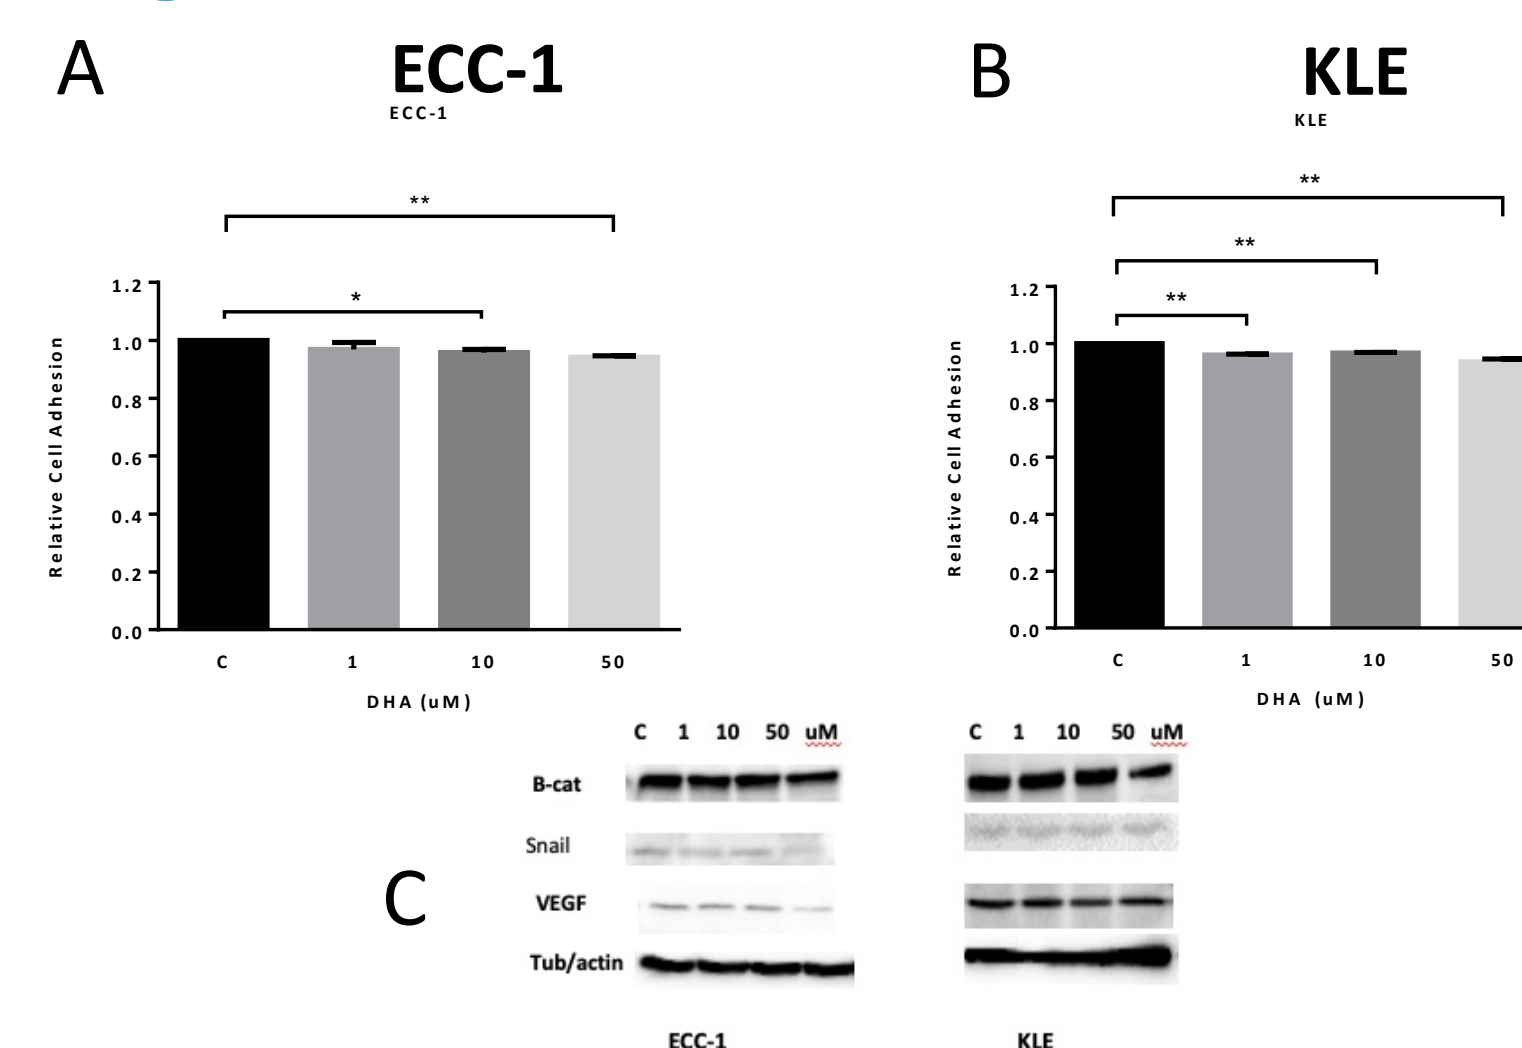 A
ECC-1
ECC-1
**
*
1.2
1.0
0.8
0.6
0.4
0.2
0.0
Relative Cell Adhesion
C 1 10 50
DHA (uM)
B
KLE
KLE
**
**
**
1.2
1.0
0.8
0.6
0.4
0.2
0.0
Relative Cell Adhesion
C 1 10 50
DHA (uM)
C
C 1 10 50 uM
C 1 10 50 uM
B-cat
Snail
VEGF
Tub/actin
ECC-1
KLE